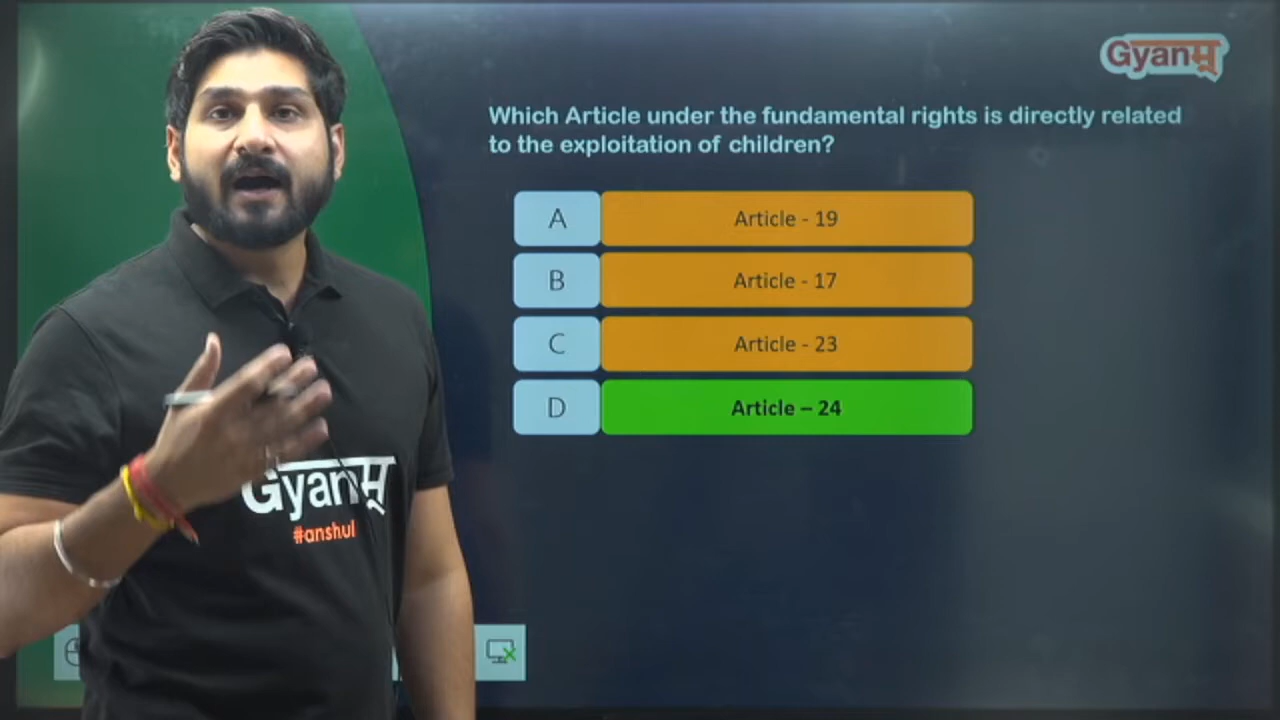 Gyanम्
Which Article under the fundamental rights is directly related
to the exploitation of children?
A Article - 19
B Article - 17
C Article - 23
D Article – 24
Gyanम्
#anshul